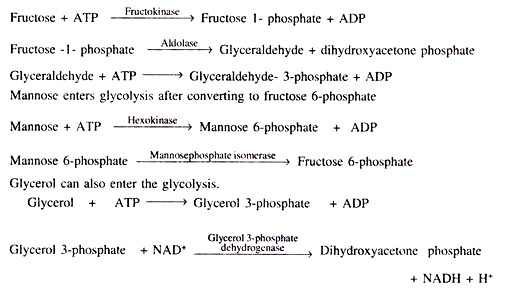 Fructose + ATP Fructokinase → Fructose 1- phosphate + ADP
Fructose -1- phosphate Aldolase → Glyceraldehyde + dihydroxyacetone phosphate
Glyceraldehyde + ATP → Glyceraldehyde- 3-phosphate + ADP
Mannose enters glycolysis after converting to fructose 6-phosphate
Mannose + ATP Hexokinase → Mannose 6-phosphate + ADP
Mannose 6-phosphate Mannosephosphate isomerase → Fructose 6-phosphate
Glycerol can also enter the glycolysis.
Glycerol + ATP → Glycerol 3-phosphate + ADP
Glycerol 3-phosphate + NAD⁺ Glycerol 3-phosphate dehydrogenase → Dihydroxyacetone phosphate
+ NADH + H⁺